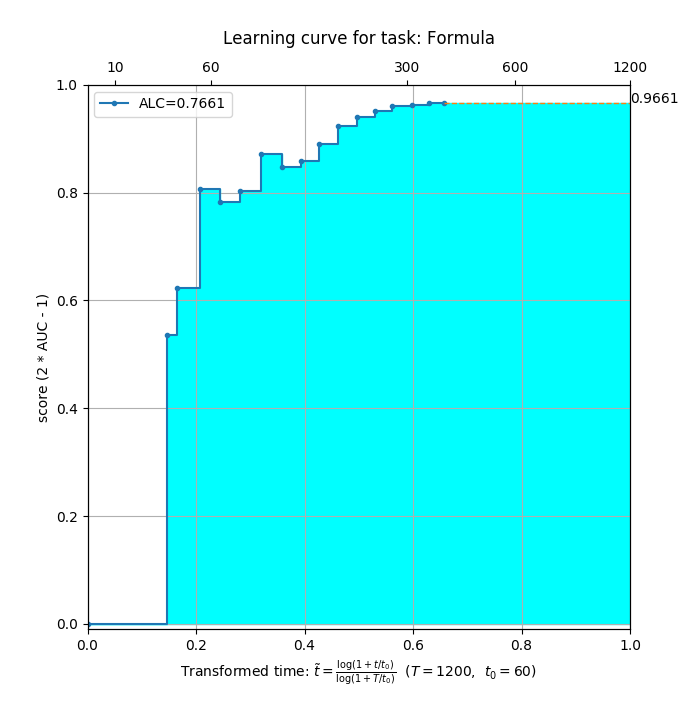 Learning curve for task: Formula
10 60 300 600 1200
1.0
ALC=0.7661
0.9661
0.8
0.6
0.4
0.2
0.0
score (2 * AUC - 1)
0.0 0.2 0.4 0.6 0.8 1.0
Transformed time: t̃ = log(1 + t/t₀) / log(1 + T/t₀) (T = 1200, t₀ = 60)